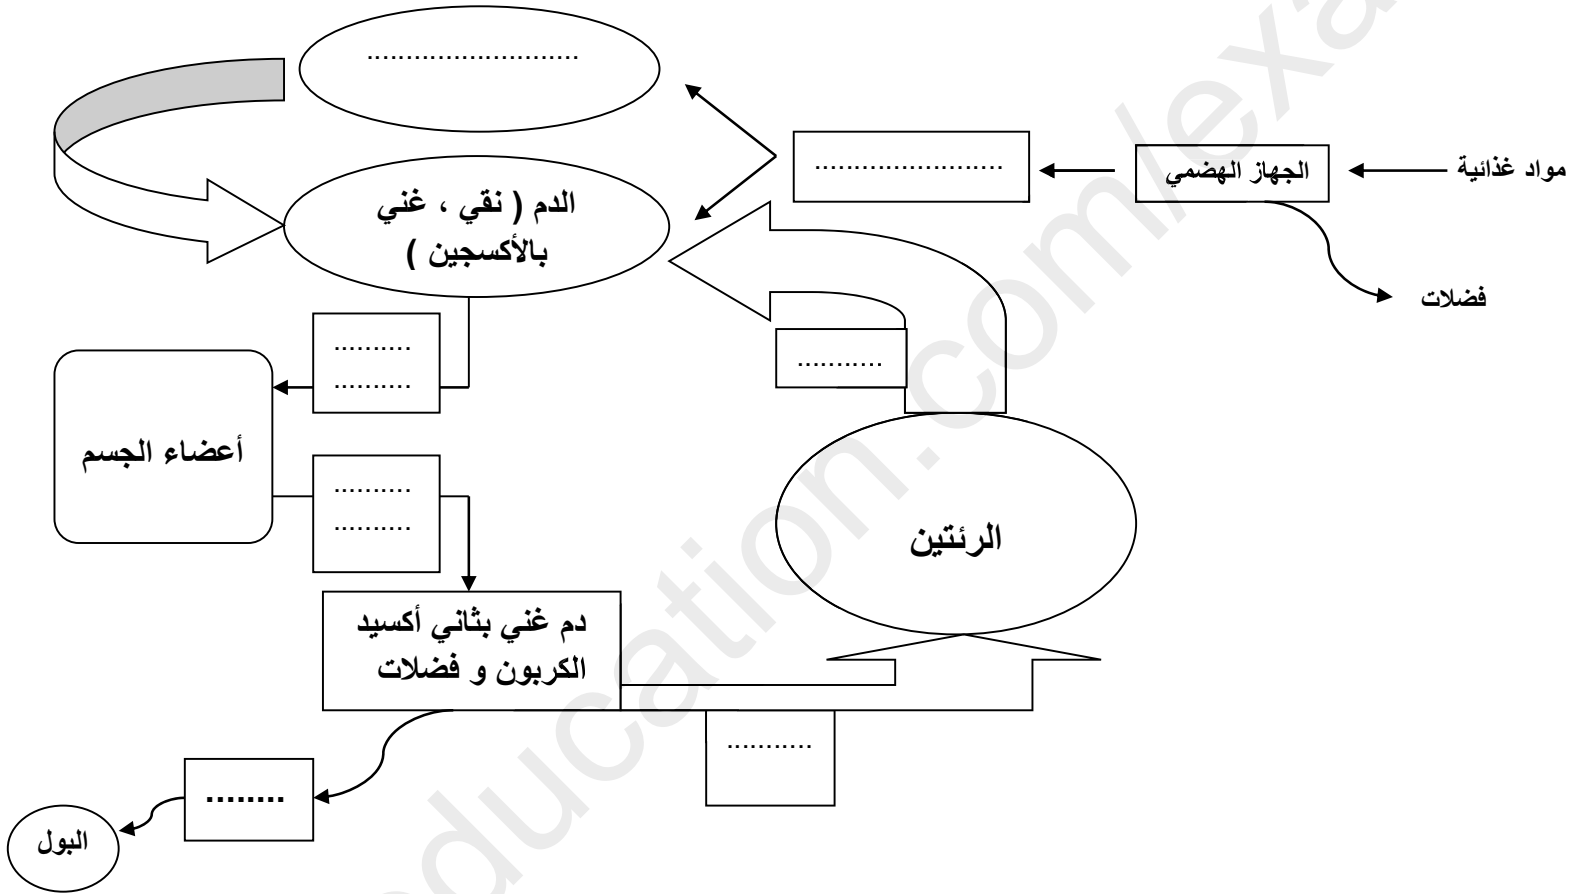 ..........................
مواد غذائية
الجهاز الهضمي
.......................
الدم ( نقي ، غني
بالأكسجين )
فضلات
..........
..........
...........
أعضاء الجسم
..........
..........
الرئتين
دم غني بثاني أكسيد
الكربون و فضلات
...........
........
البول
education.com/exa